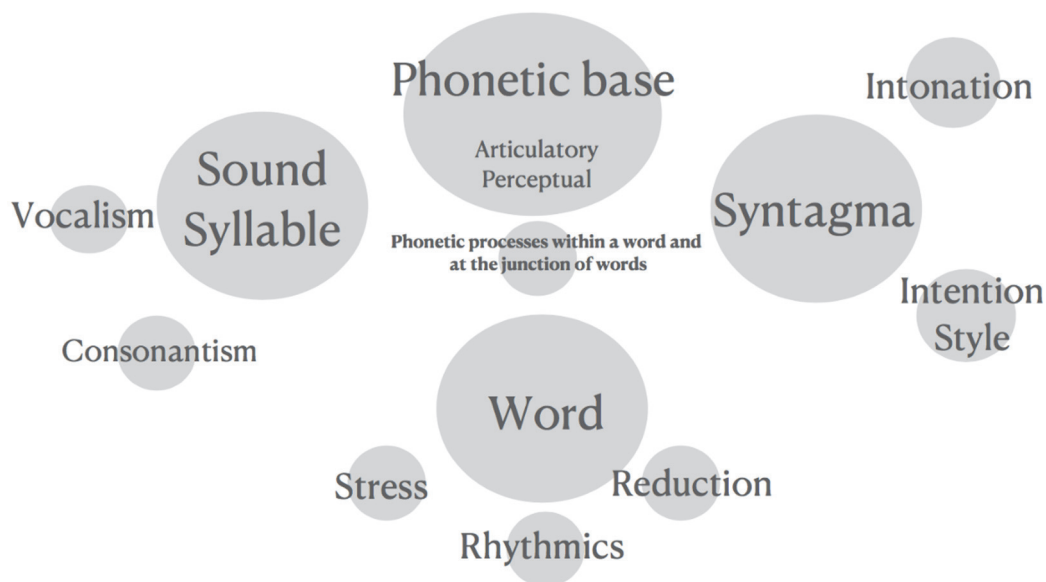 Phonetic base
Articulatory
Perceptual
Intonation
Sound
Syllable
Vocalism
Syntagma
Phonetic processes within a word and
at the junction of words
Intention
Style
Consonantism
Word
Stress
Reduction
Rhythmics